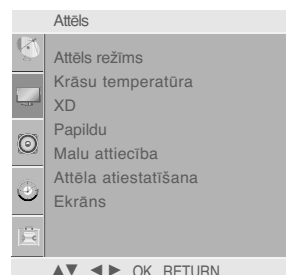 Attēls
Attēls režīms
Krāsu temperatūra
XD
Papildu
Malu attiecība
Attēla atiestatīšana
Ekrāns
▲▼ ◄► OK RETURN